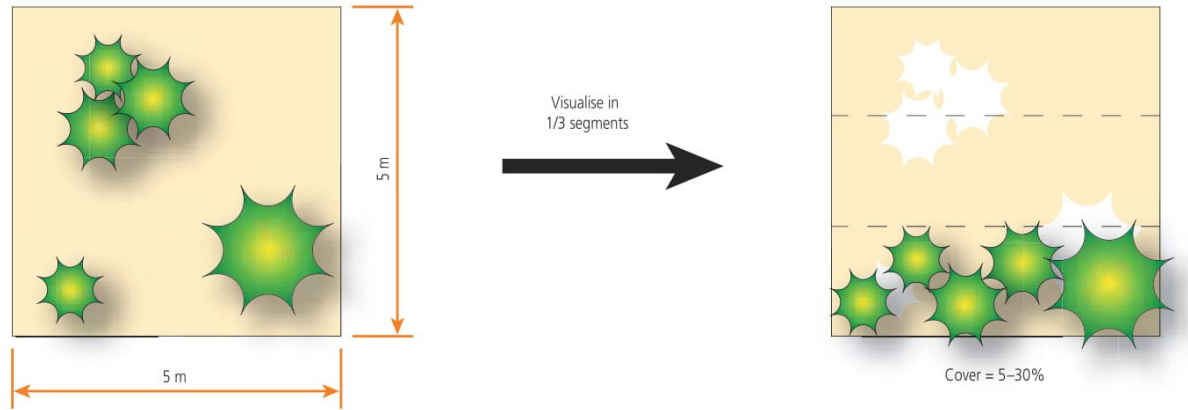 Visualise in
1/3 segments
5 m
5 m
Cover = 5–30%